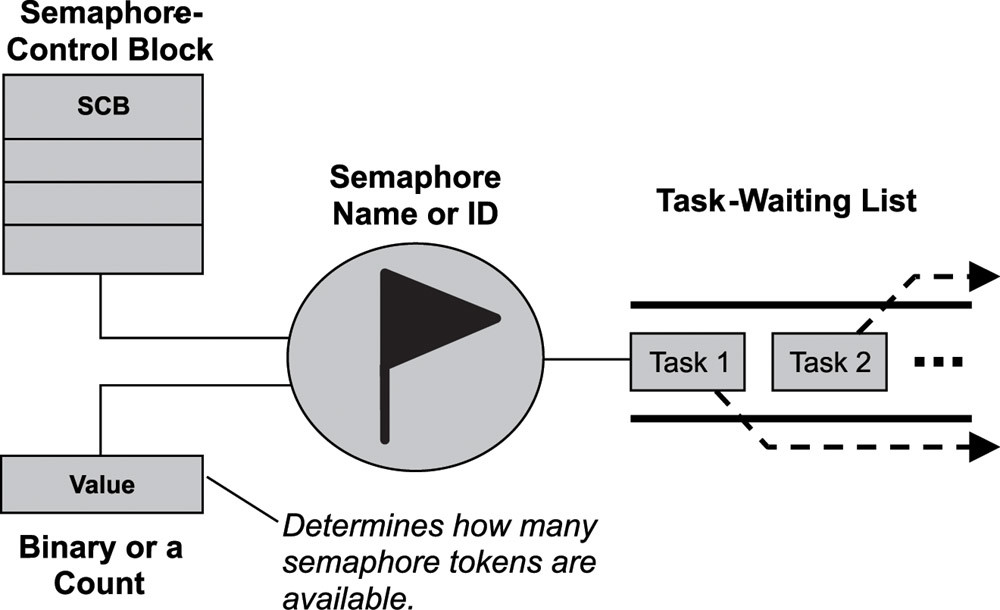 Semaphore-
Control Block
SCB
Semaphore
Name or ID
Task-Waiting List
Task 1
Task 2
Value
Binary or a
Count
Determines how many
semaphore tokens are
available.